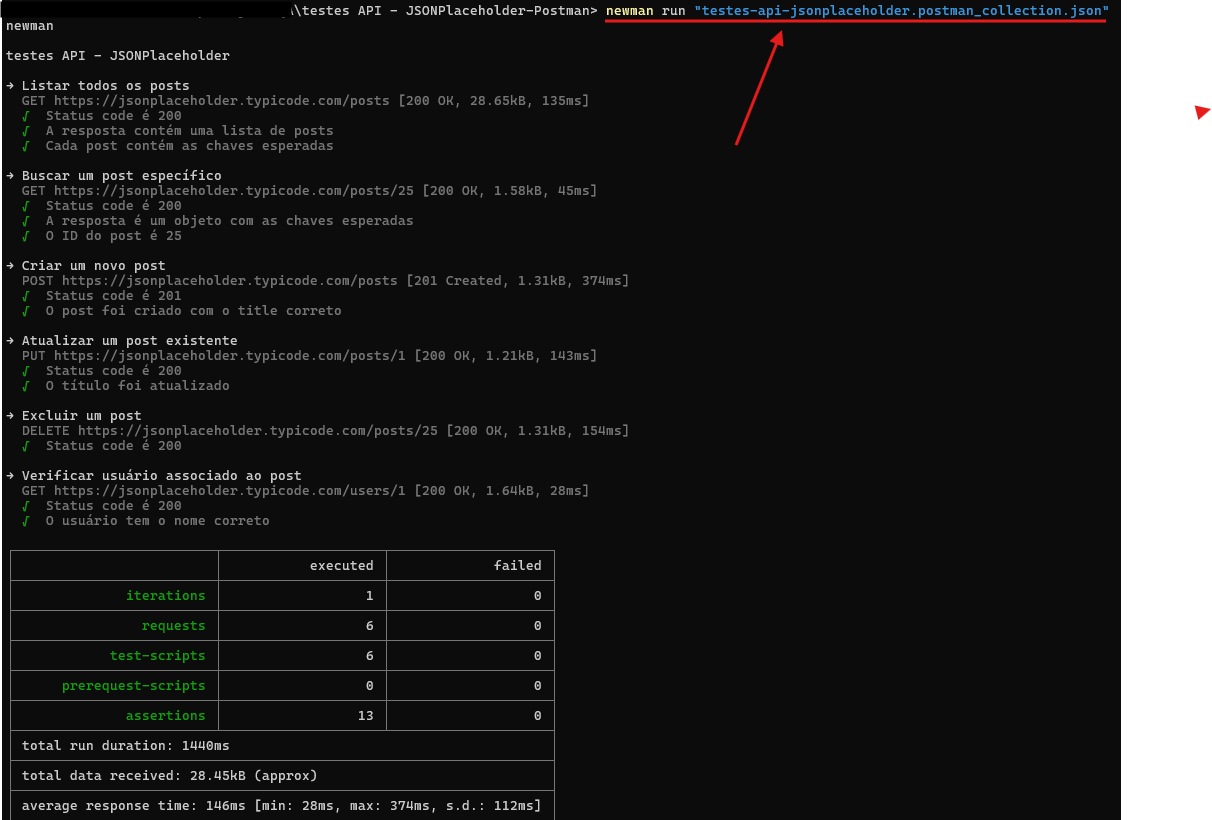 \\testes API - JSONPlaceholder-Postman> newman run "testes-api-jsonplaceholder.postman_collection.json"
newman
testes API - JSONPlaceholder
→ Listar todos os posts
GET https://jsonplaceholder.typicode.com/posts [200 OK, 28.65kB, 135ms]
√ Status code é 200
√ A resposta contém uma lista de posts
√ Cada post contém as chaves esperadas
→ Buscar um post específico
GET https://jsonplaceholder.typicode.com/posts/25 [200 OK, 1.58kB, 45ms]
√ Status code é 200
√ A resposta é um objeto com as chaves esperadas
√ O ID do post é 25
→ Criar um novo post
POST https://jsonplaceholder.typicode.com/posts [201 Created, 1.31kB, 374ms]
√ Status code é 201
√ O post foi criado com o title correto
→ Atualizar um post existente
PUT https://jsonplaceholder.typicode.com/posts/1 [200 OK, 1.21kB, 143ms]
√ Status code é 200
√ O título foi atualizado
→ Excluir um post
DELETE https://jsonplaceholder.typicode.com/posts/25 [200 OK, 1.31kB, 154ms]
√ Status code é 200
→ Verificar usuário associado ao post
GET https://jsonplaceholder.typicode.com/users/1 [200 OK, 1.64kB, 28ms]
√ Status code é 200
√ O usuário tem o nome correto
executed failed
iterations 1 0
requests 6 0
test-scripts 6 0
prerequest-scripts 0 0
assertions 13 0
total run duration: 1440ms
total data received: 28.45kB (approx)
average response time: 146ms [min: 28ms, max: 374ms, s.d.: 112ms]